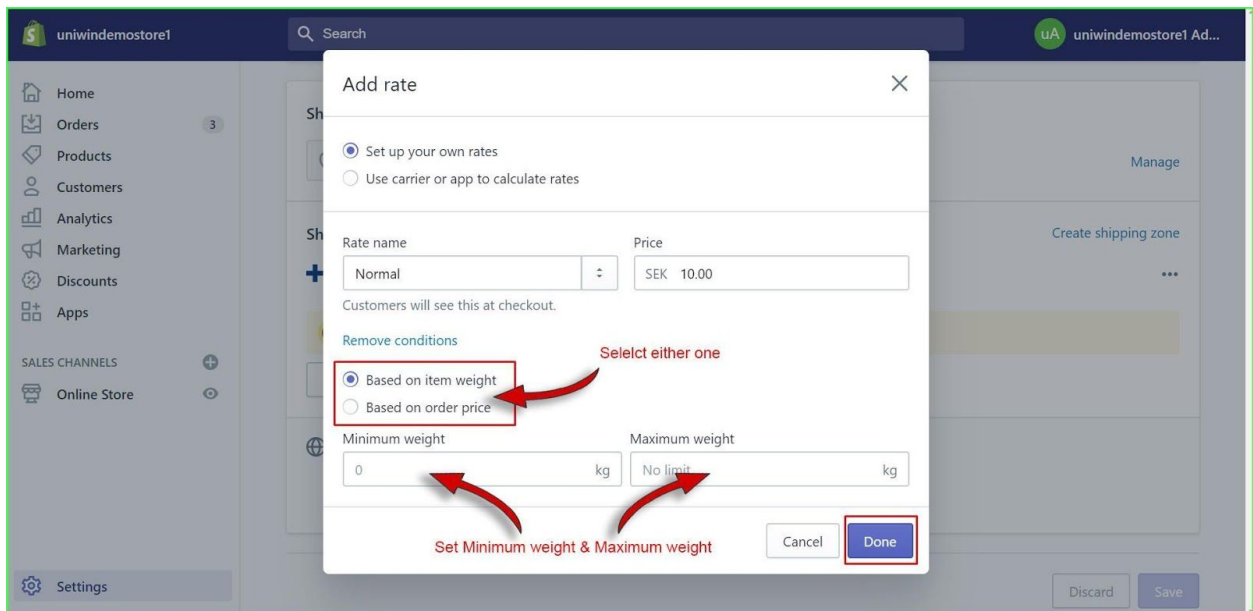 uniwindemostore1
Search
uA uniwindemostore1 Ad...
Home
Orders 3
Products
Customers
Analytics
Marketing
Discounts
Apps
SALES CHANNELS
Online Store
Settings
Sh
Manage
Sh
Create shipping zone
Add rate
Set up your own rates
Use carrier or app to calculate rates
Rate name Price
Normal SEK 10.00
Customers will see this at checkout.
Remove conditions
Selelct either one
Based on item weight
Based on order price
Minimum weight Maximum weight
0 kg No limit kg
Set Minimum weight & Maximum weight
Cancel Done
Discard Save